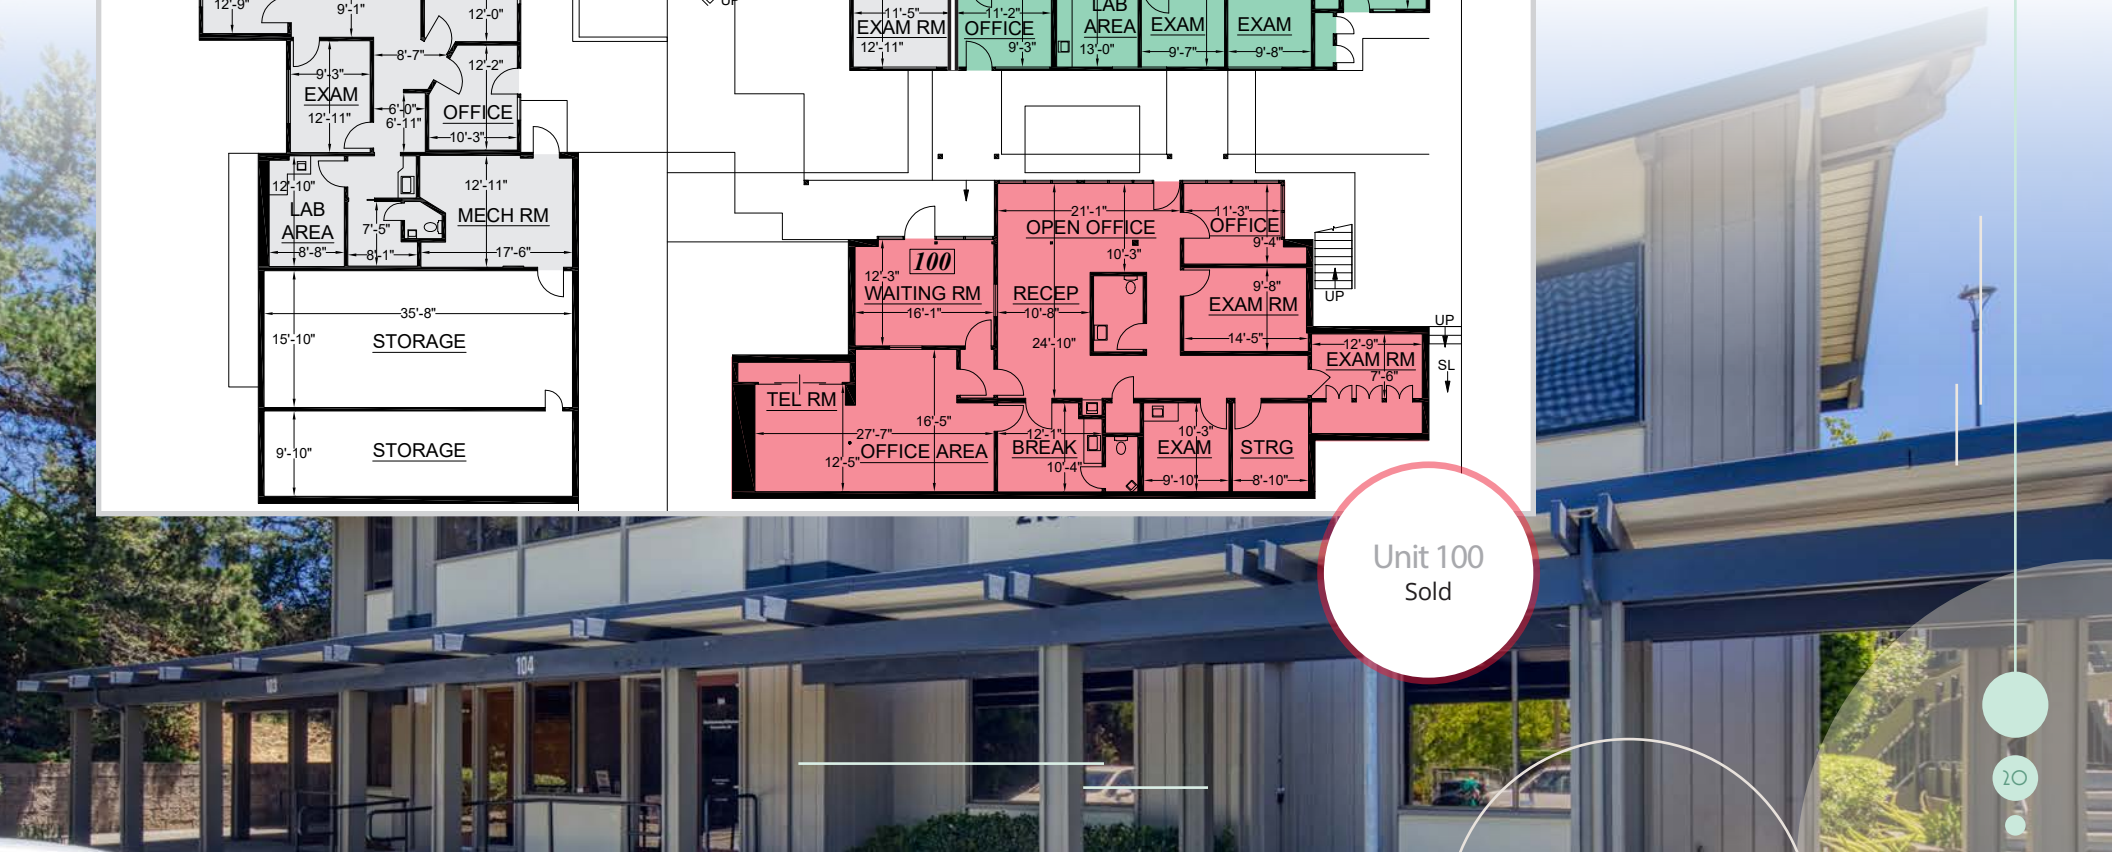 12'-9"
9'-1"
12'-0"
8'-7"
12'-2"
9'-3"
EXAM
12'-11"
6'-0"
6'-11"
OFFICE
10'-3"
12'-10"
LAB
AREA
8'-8"
7'-5"
8'-1"
12'-11"
MECH RM
17'-6"
35'-8"
15'-10"
STORAGE
9'-10"
STORAGE
UP
11'-5"
EXAM RM
12'-11"
11'-2"
OFFICE
9'-3"
LAB
AREA
13'-0"
EXAM
9'-7"
EXAM
9'-8"
21'-1"
OPEN OFFICE
10'-3"
11'-3"
OFFICE
9'-4"
100
12'-3"
WAITING RM
16'-1"
RECEP
10'-8"
24'-10"
9'-8"
EXAM RM
14'-5"
UP
UP
SL
12'-9"
EXAM RM
7'-6"
TEL RM
16'-5"
27'-7"
12'-5"
OFFICE AREA
12'-1"
BREAK
10'-4"
10'-3"
EXAM
9'-10"
STRG
8'-10"
Unit 100
Sold
103
104
20